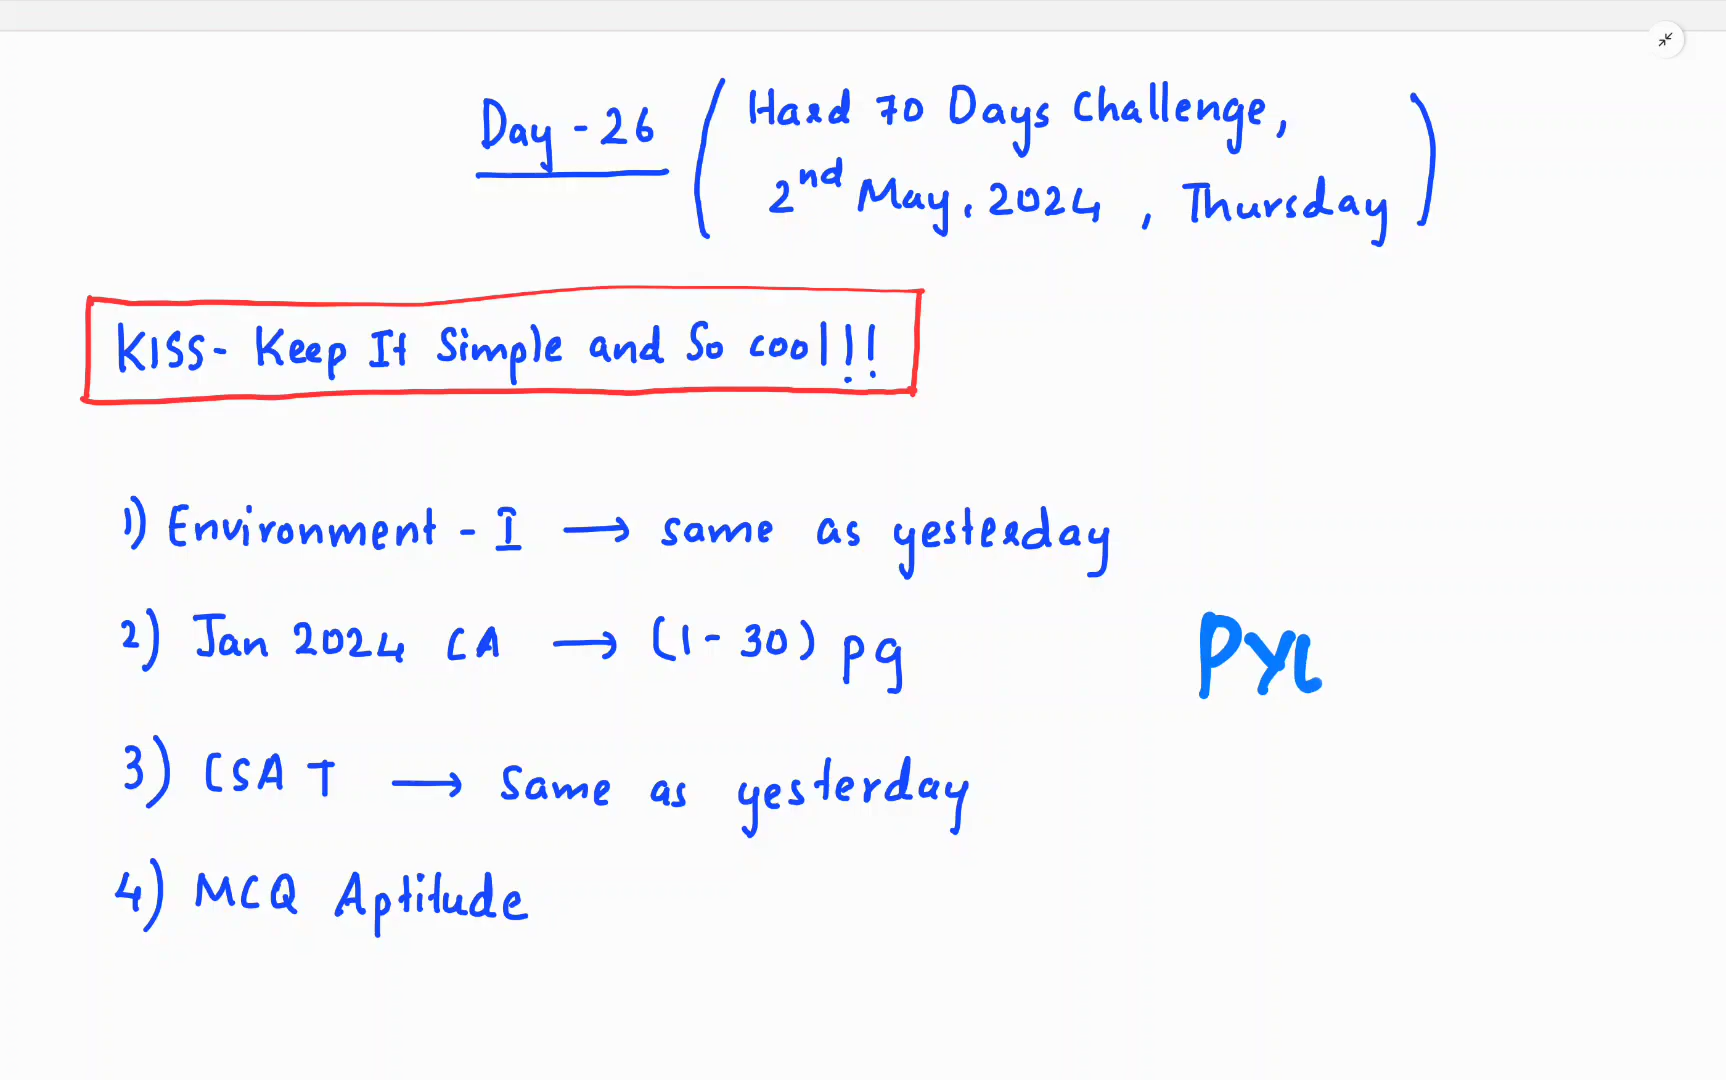 Day - 26 (Hard 70 Days Challenge,
2nd May, 2024, Thursday)
KISS - Keep It Simple and So cool!!
1) Environment - I → same as yesterday
2) Jan 2024 CA → (1-30) pg
PYC
3) CSAT → Same as yesterday
4) MCQ Aptitude